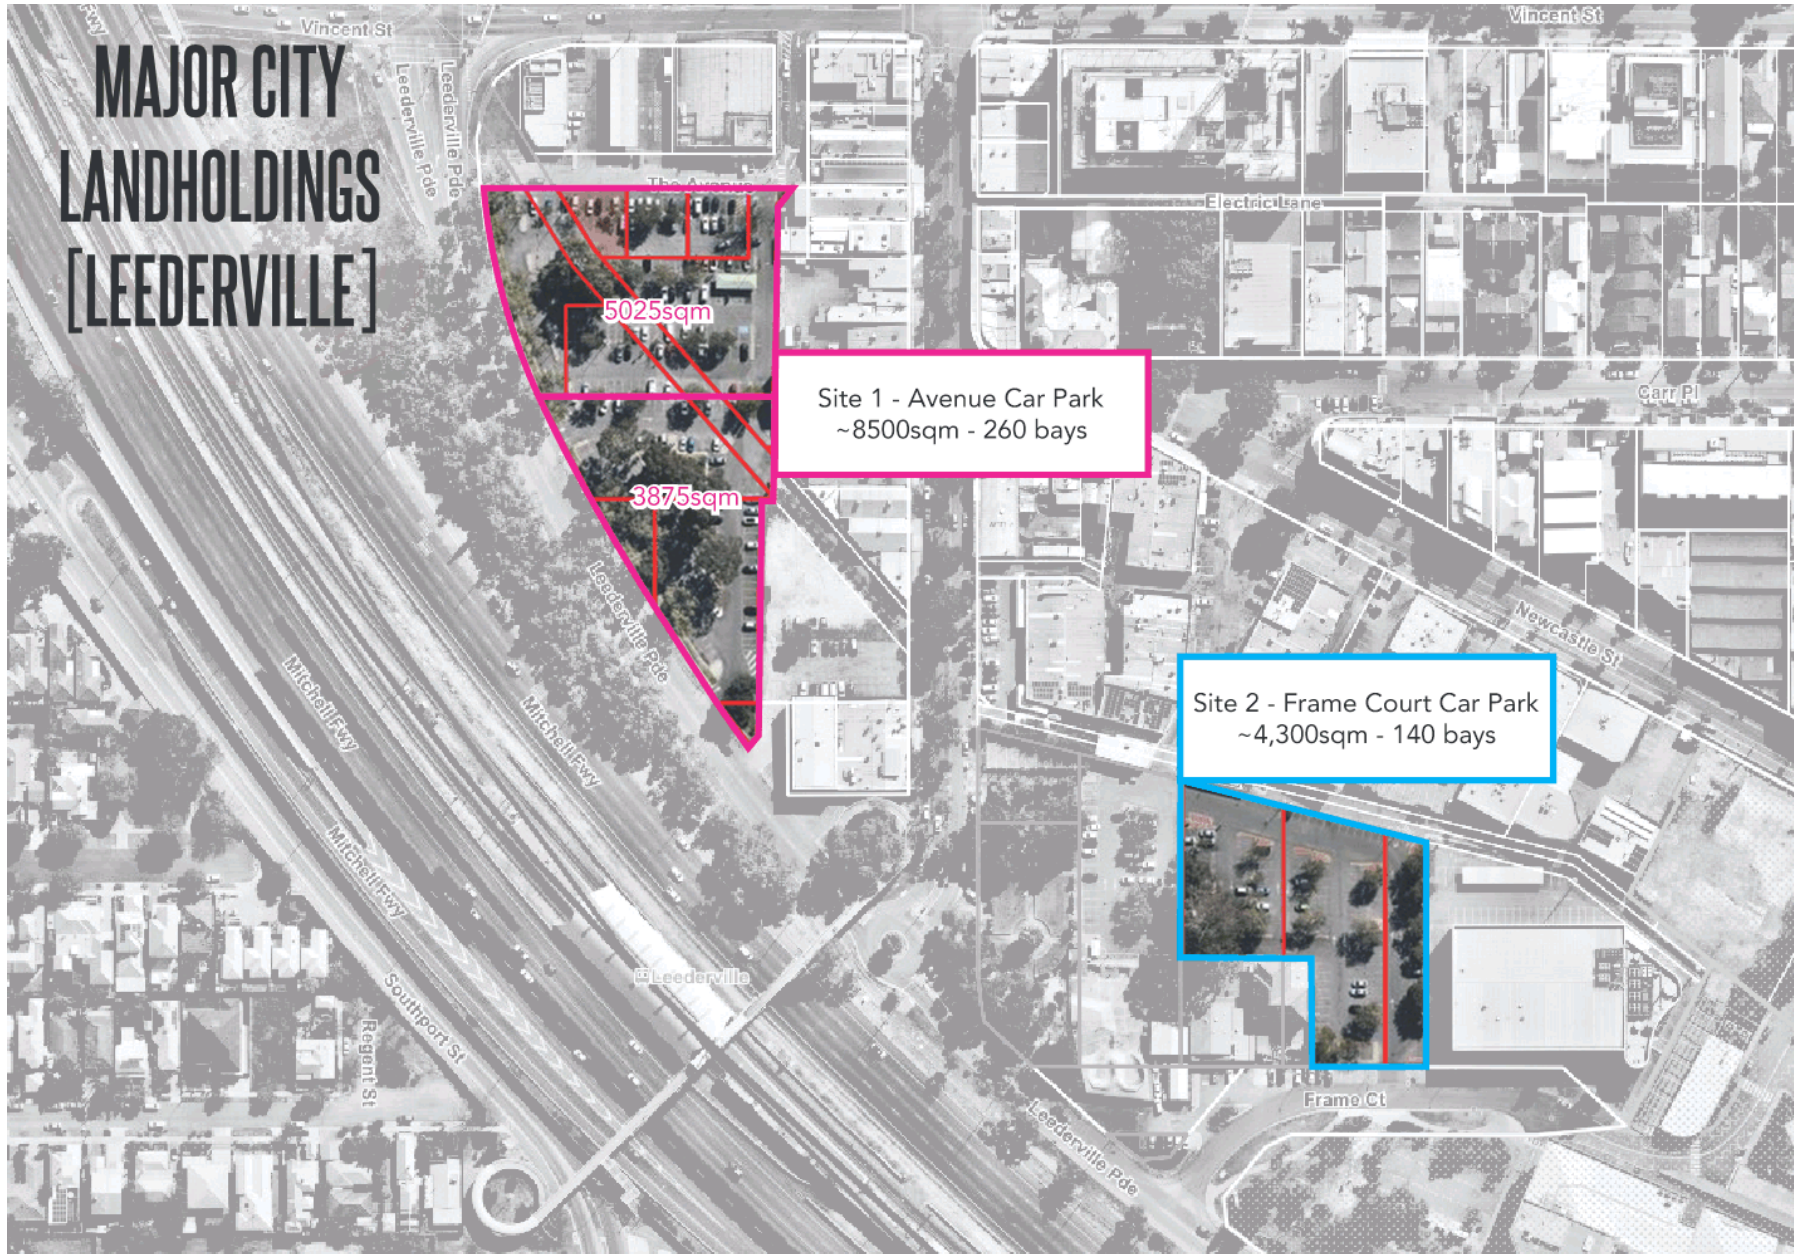 Vincent St
Vincent St
Fwy
MAJOR CITY
LANDHOLDINGS
[LEEDERVILLE]
Leederville Pde
Leederville Pde
The Avenue
Electric Lane
5025sqm
Site 1 - Avenue Car Park
~8500sqm - 260 bays
Carr Pl
3875sqm
Leederville Pde
Newcastle St
Mitchell Fwy
Mitchell Fwy
Site 2 - Frame Court Car Park
~4,300sqm - 140 bays
Mitchell Fwy
Leederville
Southport St
Regent St
Frame Ct
Leederville Pde